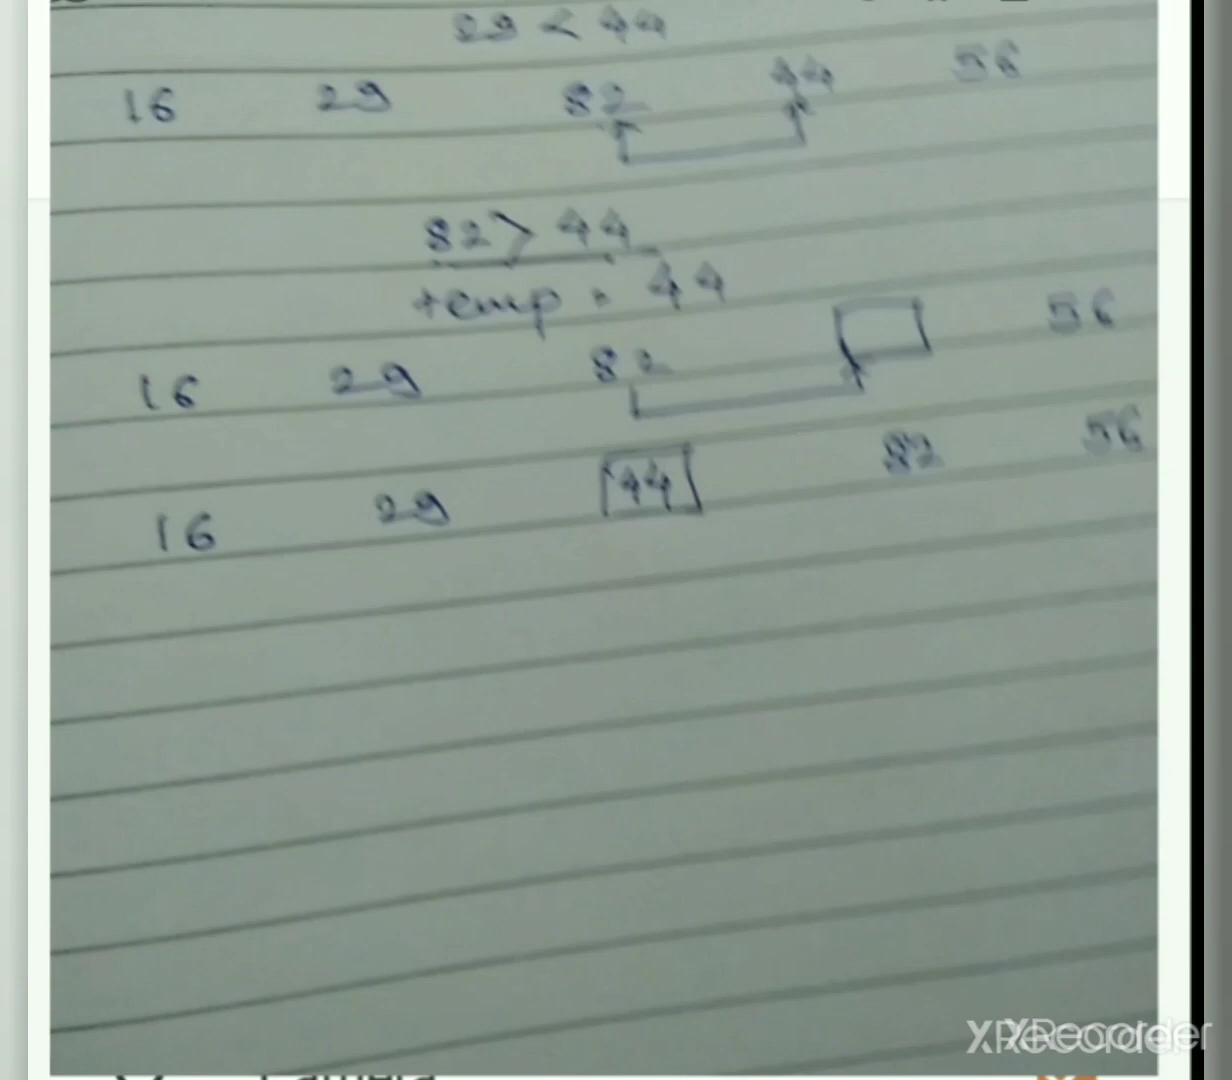 29 < 44
16 29 82 44 56
82 > 44
temp = 44
16 29 82 56
16 29 44 82 56
XRecorder